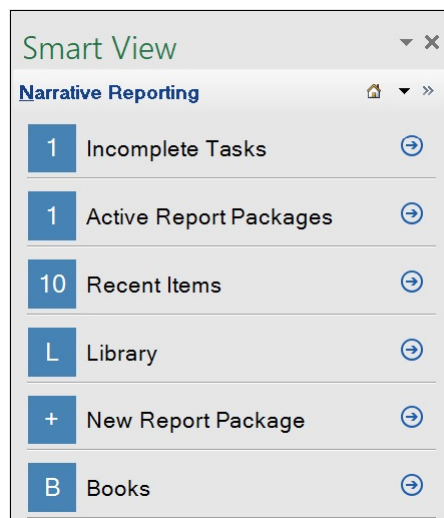 Smart View
Narrative Reporting
1 Incomplete Tasks
1 Active Report Packages
10 Recent Items
L Library
+ New Report Package
B Books